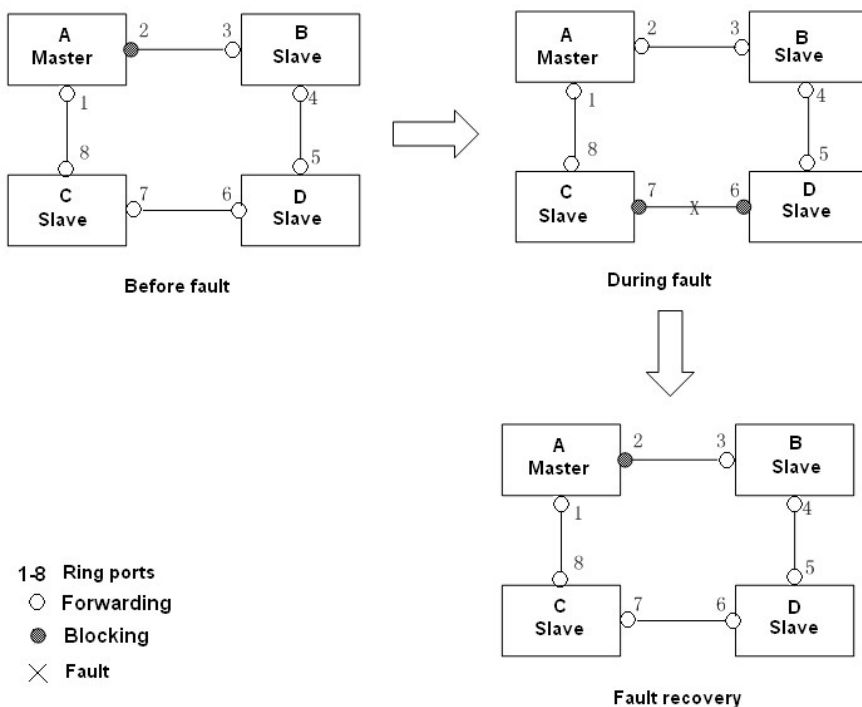 A
Master
2
3
B
Slave
1
4
8
5
C
Slave
7
6
D
Slave
Before fault
A
Master
2
3
B
Slave
1
4
8
5
C
Slave
7
X
6
D
Slave
During fault
A
Master
2
3
B
Slave
1
4
8
5
C
Slave
7
6
D
Slave
Fault recovery
1-8 Ring ports
Forwarding
Blocking
Fault